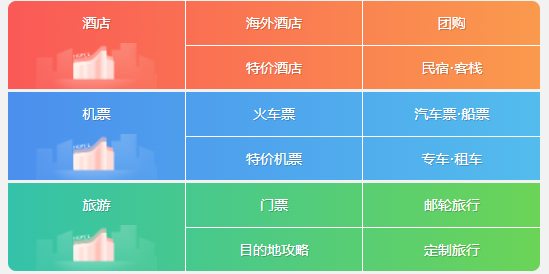 酒店
海外酒店
团购
特价酒店
民宿·客栈
机票
火车票
汽车票·船票
特价机票
专车·租车
旅游
门票
邮轮旅行
目的地攻略
定制旅行